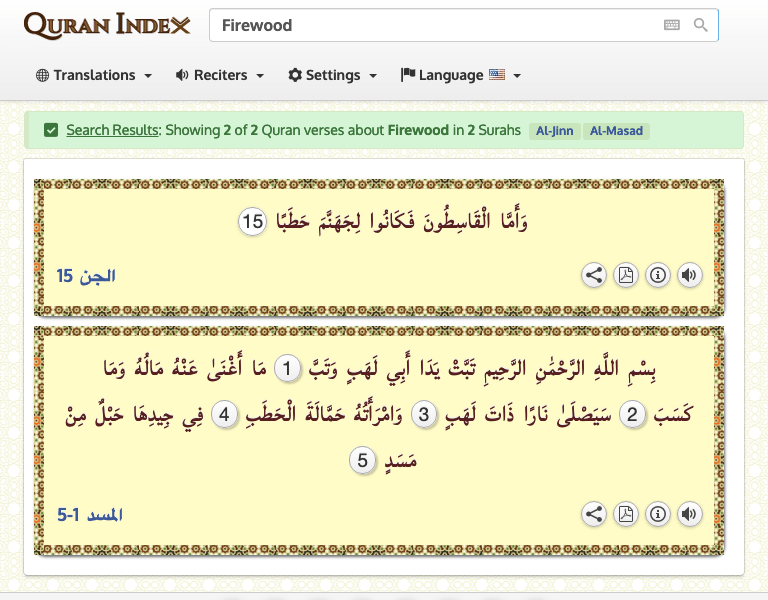 QURAN INDEX
Firewood
Translations
Reciters
Settings
Language
Search Results: Showing 2 of 2 Quran verses about Firewood in 2 Surahs Al-Jinn Al-Masad
وَأَمَّا الْقَاسِطُونَ فَكَانُوا لِجَهَنَّمَ حَطَبًا 15
الجن 15
بِسْمِ اللَّهِ الرَّحْمَٰنِ الرَّحِيمِ تَبَّتْ يَدَا أَبِي لَهَبٍ وَتَبَّ 1 مَا أَغْنَىٰ عَنْهُ مَالُهُ وَمَا
كَسَبَ 2 سَيَصْلَىٰ نَارًا ذَاتَ لَهَبٍ 3 وَامْرَأَتُهُ حَمَّالَةَ الْحَطَبِ 4 فِي جِيدِهَا حَبْلٌ مِنْ
مَسَدٍ 5
المسد 1-5